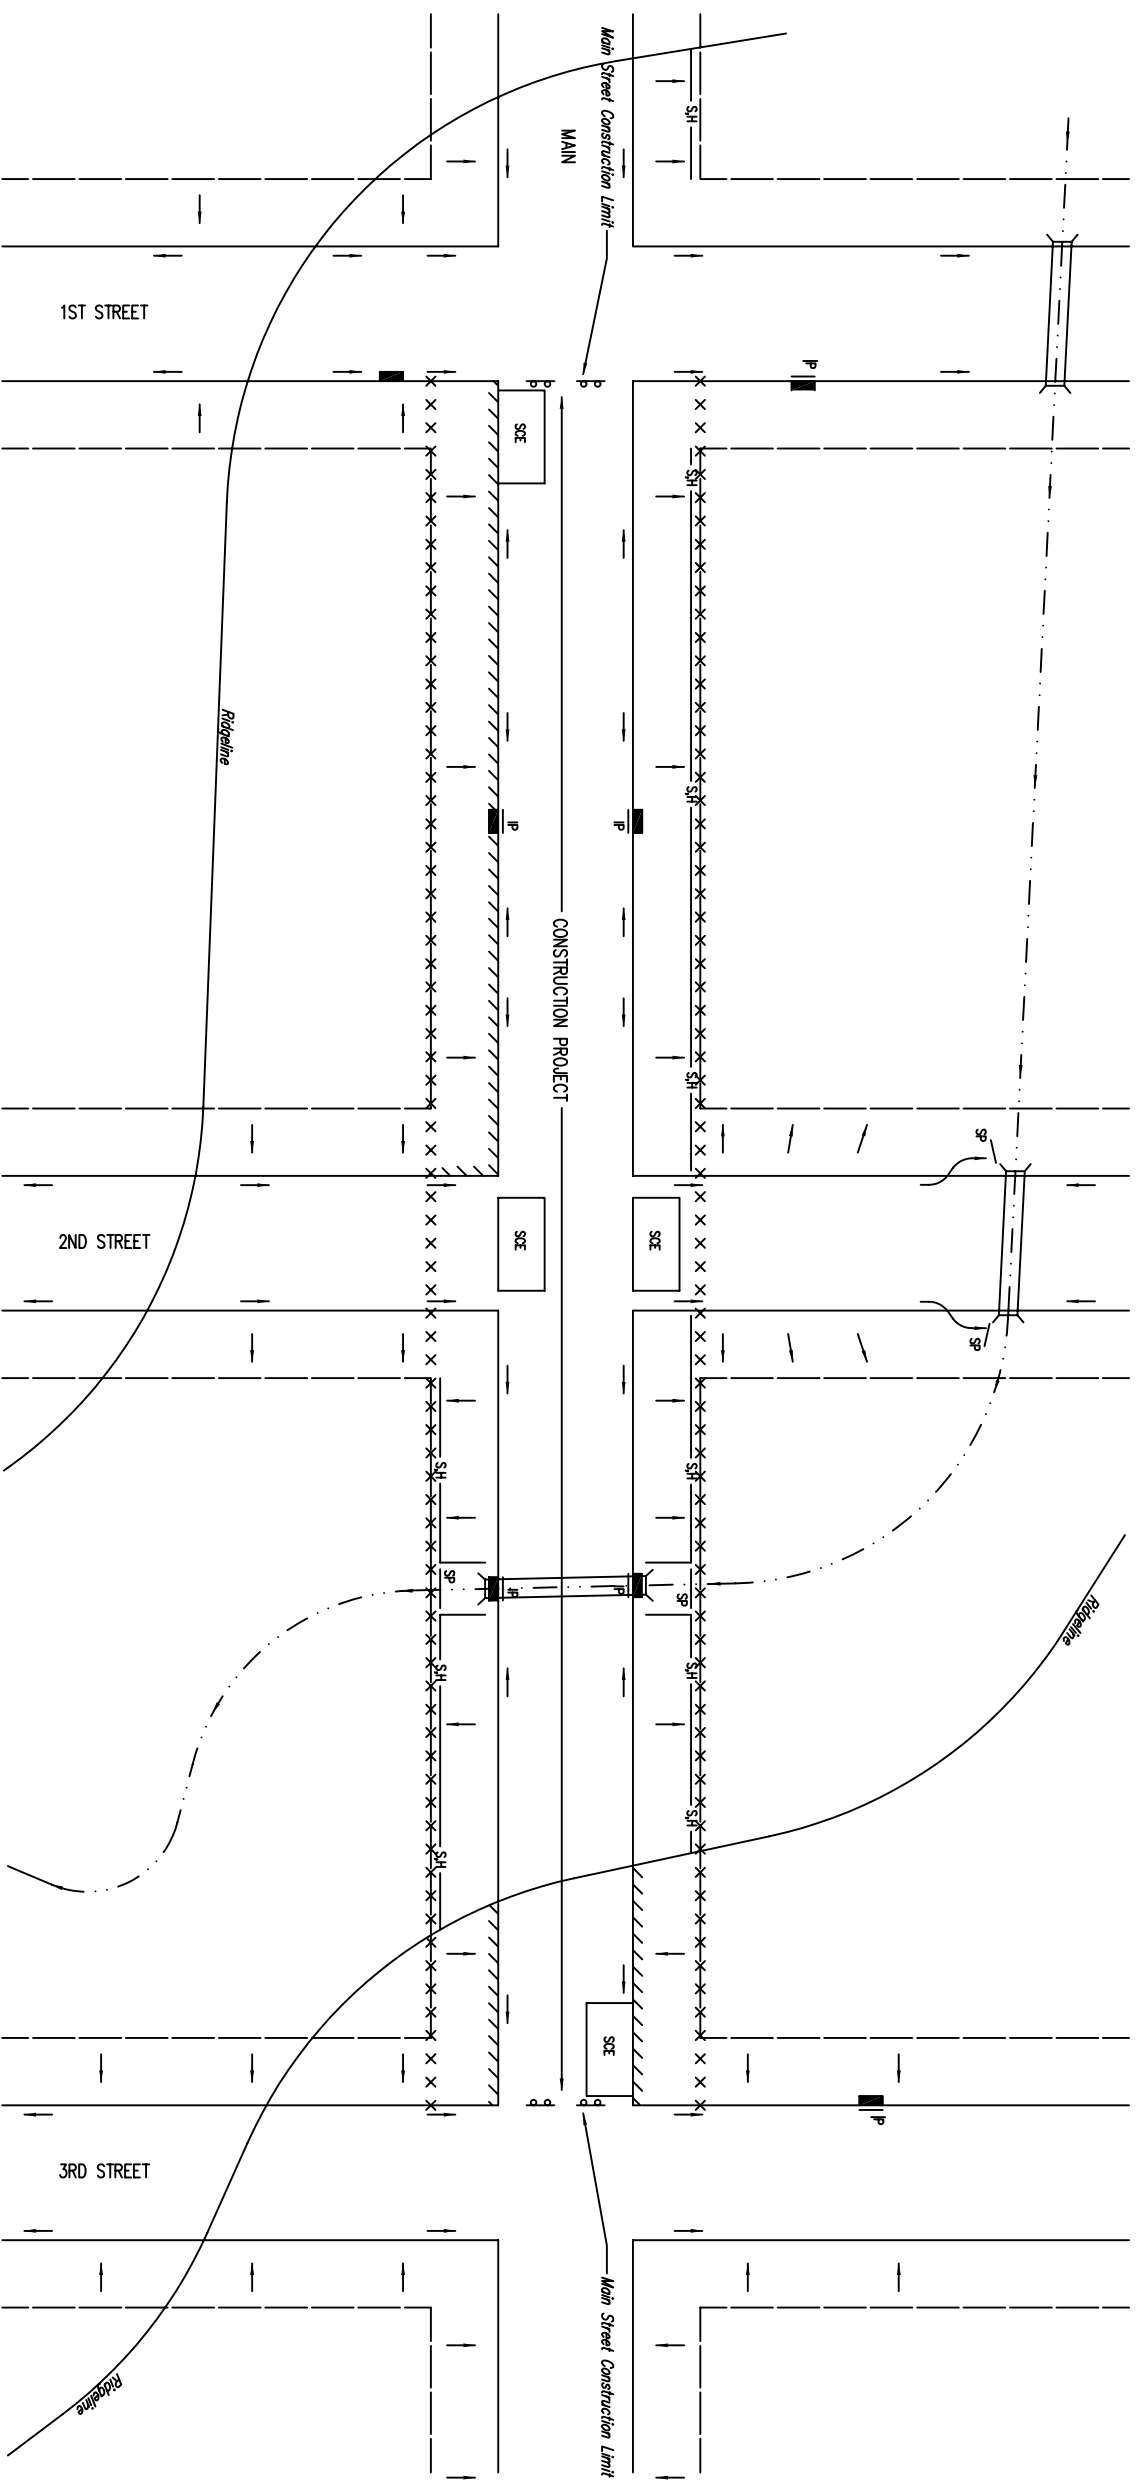 Main Street Construction Limit
MAIN
S,H
1ST STREET
IP
SCE
S,H
Ridgeline
S,H
IP
IP
CONSTRUCTION PROJECT
S,H
SP
2ND STREET
SCE
SCE
SP
S,H
S,H
SP
IP
IP
SP
Ridgeline
S,H
S,H
S,H
S,H
SCE
IP
3RD STREET
Main Street Construction Limit
Ridgeline